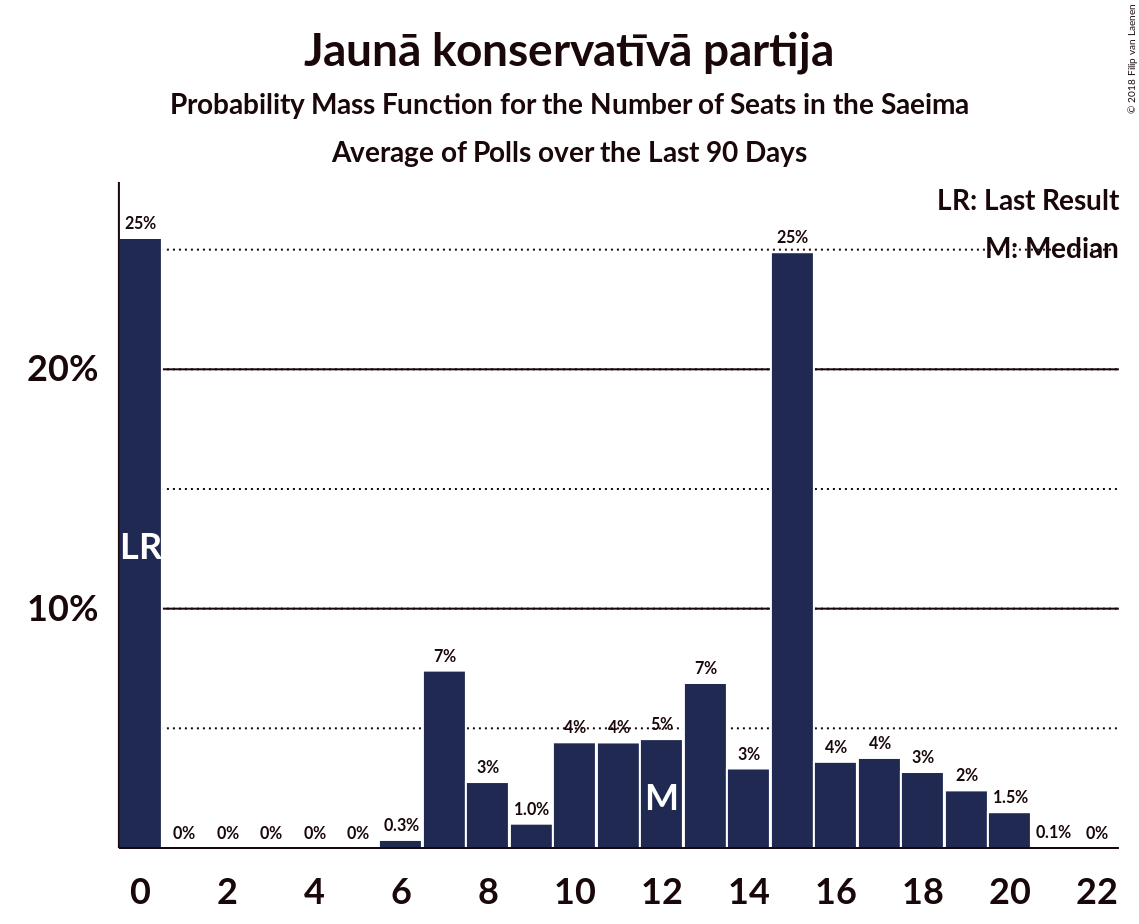 Jaunā konservatīvā partija
Probability Mass Function for the Number of Seats in the Saeima
Average of Polls over the Last 90 Days
© 2018 Filip van Laenen
LR: Last Result
M: Median
20%
10%
25%
0%
0%
0%
0%
0%
0.3%
7%
3%
1.0%
4%
4%
5%
7%
3%
25%
4%
4%
3%
2%
1.5%
0.1%
0%
LR
M
0 2 4 6 8 10 12 14 16 18 20 22